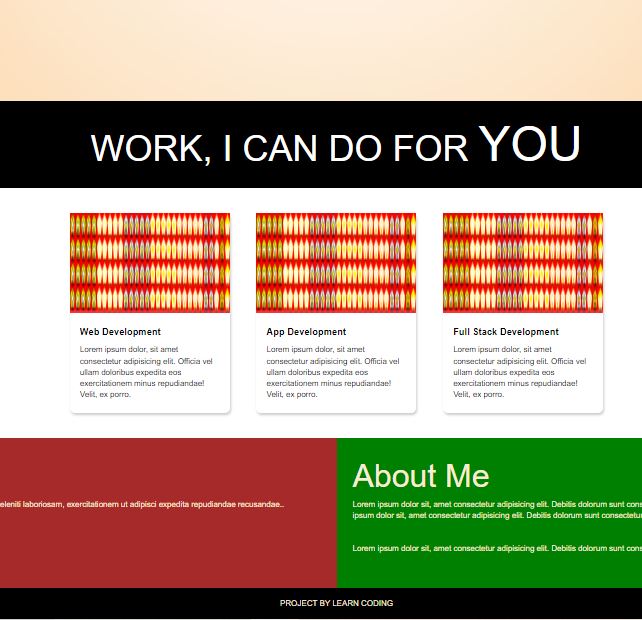 WORK, I CAN DO FOR YOU
Web Development
Lorem ipsum dolor, sit amet
consectetur adipisicing elit. Officia vel
ullam doloribus expedita eos
exercitationem minus repudiandae!
Velit, ex porro.
App Development
Lorem ipsum dolor, sit amet
consectetur adipisicing elit. Officia vel
ullam doloribus expedita eos
exercitationem minus repudiandae!
Velit, ex porro.
Full Stack Development
Lorem ipsum dolor, sit amet
consectetur adipisicing elit. Officia vel
ullam doloribus expedita eos
exercitationem minus repudiandae!
Velit, ex porro.
eleniti laboriosam, exercitationem ut adipisci expedita repudiandae recusandae..
About Me
Lorem ipsum dolor sit, amet consectetur adipisicing elit. Debitis dolorum sunt cons
ipsum dolor sit, amet consectetur adipisicing elit. Debitis dolorum sunt consectet
Lorem ipsum dolor sit, amet consectetur adipisicing elit. Debitis dolorum sunt cons
PROJECT BY LEARN CODING